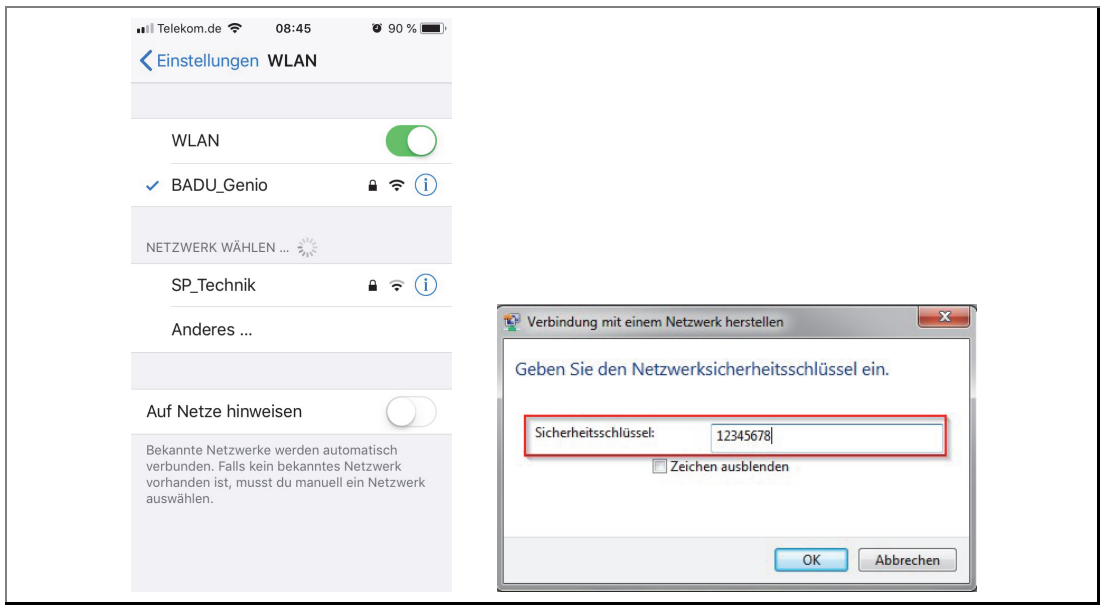 Telekom.de 08:45 90 %
Einstellungen WLAN
WLAN
BADU_Genio
NETZWERK WÄHLEN ...
SP_Technik
Anderes ...
Auf Netze hinweisen
Bekannte Netzwerke werden automatisch
verbunden. Falls kein bekanntes Netzwerk
vorhanden ist, musst du manuell ein Netzwerk
auswählen.
Verbindung mit einem Netzwerk herstellen
Geben Sie den Netzwerksicherheitsschlüssel ein.
Sicherheitsschlüssel: 12345678
Zeichen ausblenden
OK Abbrechen